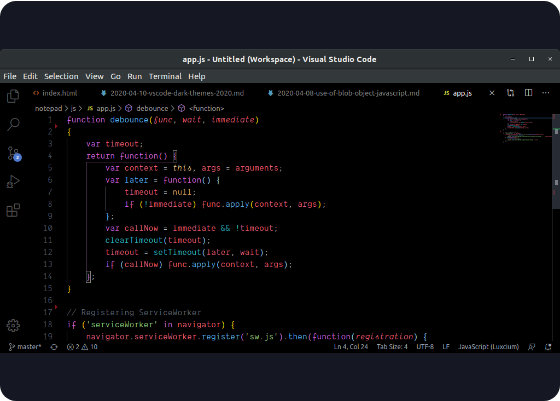 app.js - Untitled (Workspace) - Visual Studio Code
File Edit Selection View Go Run Terminal Help
index.html 2020-04-10-vscode-dark-themes-2020.md 2020-04-08-use-of-blob-object-javascript.md JS app.js
notepad > js > JS app.js > debounce > <function>
1 function debounce(func, wait, immediate)
2 {
3 var timeout;
4 return function() {
5 var context = this, args = arguments;
6 var later = function() {
7 timeout = null;
8 if (!immediate) func.apply(context, args);
9 };
10 var callNow = immediate && !timeout;
11 clearTimeout(timeout);
12 timeout = setTimeout(later, wait);
13 if (callNow) func.apply(context, args);
14 };
15 }
16
17 // Registering ServiceWorker
18 if ('serviceWorker' in navigator) {
19 navigator.serviceWorker.register('sw.js').then(function(registration) {
master* 2 10 Ln 4, Col 24 Tab Size: 4 UTF-8 LF JavaScript (Luxcium)